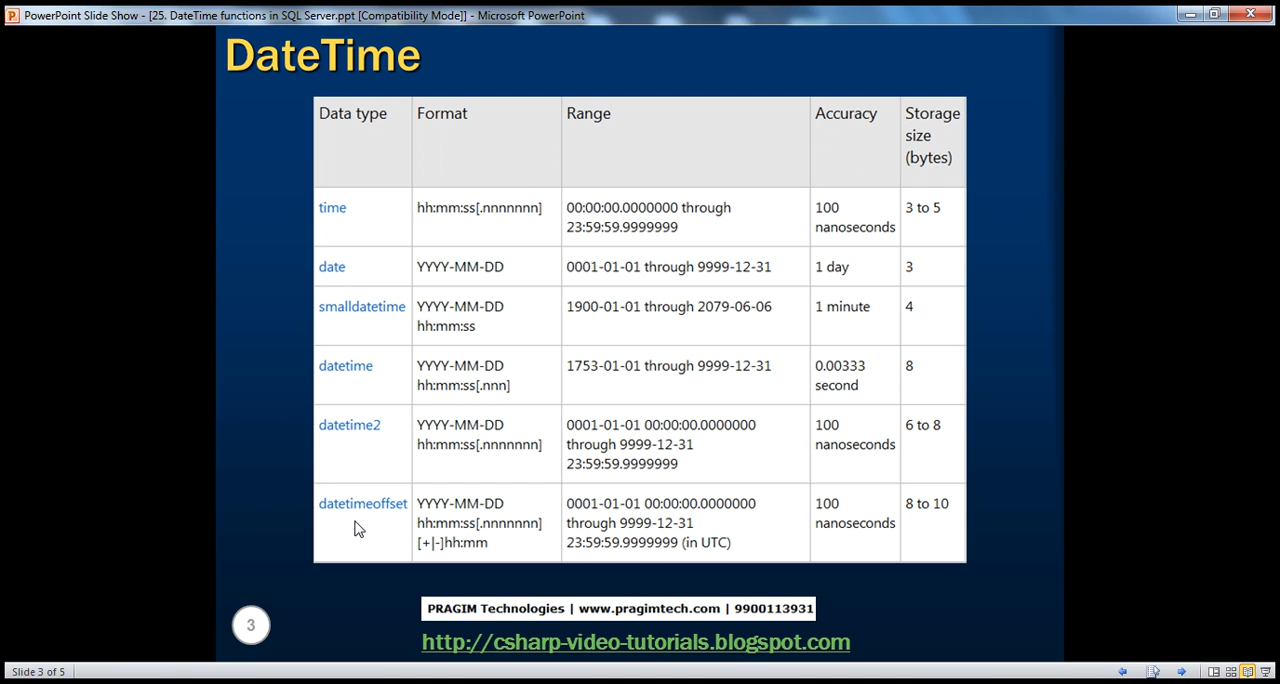 PowerPoint Slide Show - [25. DateTime functions in SQL Server.ppt [Compatibility Mode]] - Microsoft PowerPoint
DateTime
Data type Format Range Accuracy Storage
size
(bytes)
time hh:mm:ss[.nnnnnnn] 00:00:00.0000000 through 100 3 to 5
23:59:59.9999999 nanoseconds
date YYYY-MM-DD 0001-01-01 through 9999-12-31 1 day 3
smalldatetime YYYY-MM-DD 1900-01-01 through 2079-06-06 1 minute 4
hh:mm:ss
datetime YYYY-MM-DD 1753-01-01 through 9999-12-31 0.00333 8
hh:mm:ss[.nnn] second
datetime2 YYYY-MM-DD 0001-01-01 00:00:00.0000000 100 6 to 8
hh:mm:ss[.nnnnnnn] through 9999-12-31 nanoseconds
23:59:59.9999999
datetimeoffset YYYY-MM-DD 0001-01-01 00:00:00.0000000 100 8 to 10
hh:mm:ss[.nnnnnnn] through 9999-12-31 nanoseconds
[+|-]hh:mm 23:59:59.9999999 (in UTC)
PRAGIM Technologies | www.pragimtech.com | 9900113931
3
http://csharp-video-tutorials.blogspot.com
Slide 3 of 5